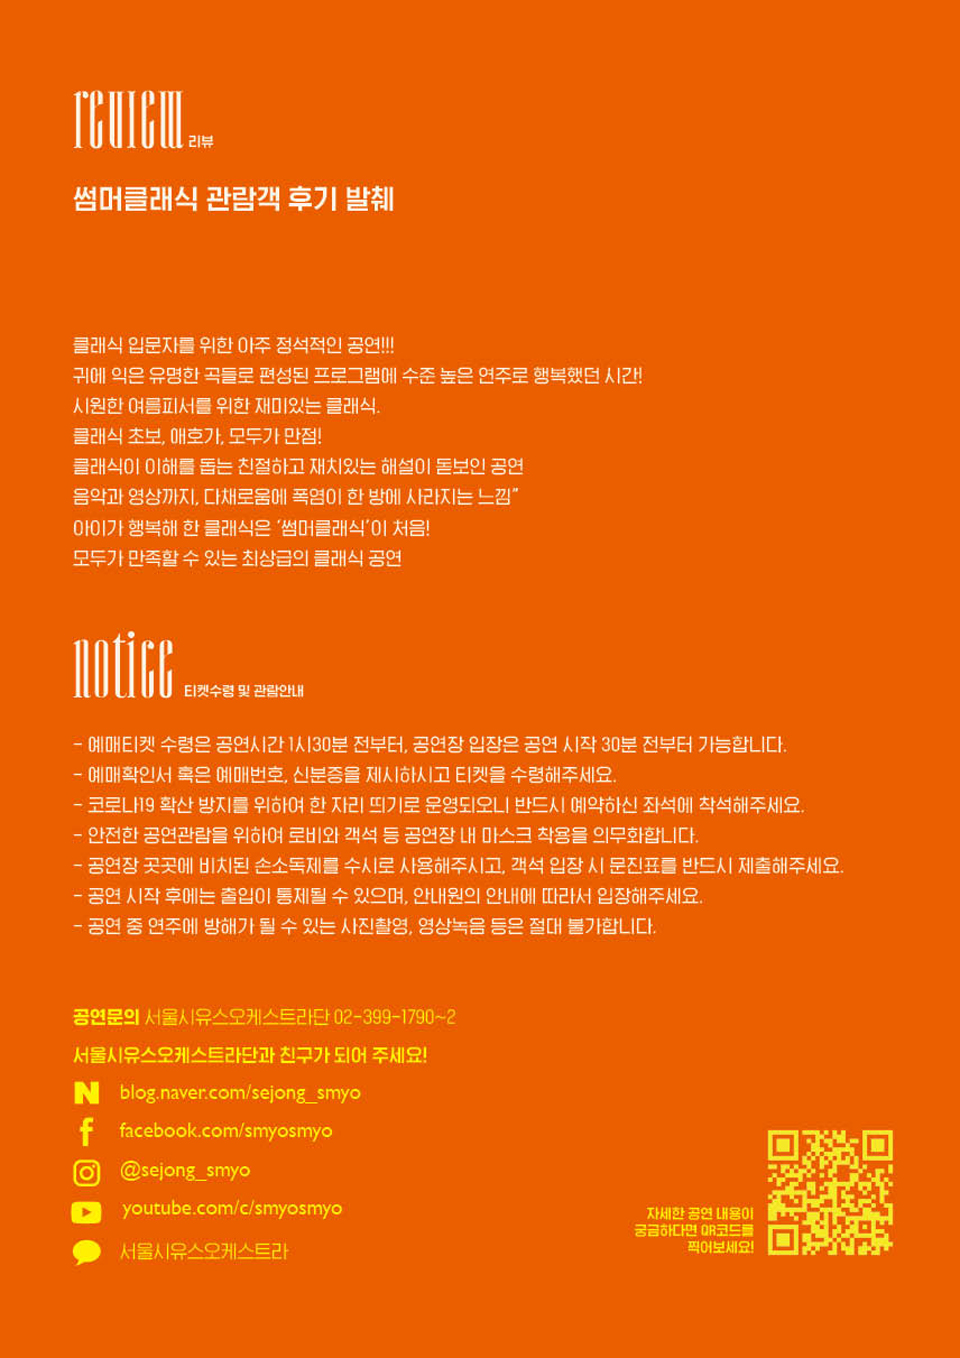 review 리뷰
썸머클래식 관람객 후기 발췌
클래식 입문자를 위한 아주 정석적인 공연!!!
귀에 익은 유명한 곡들로 편성된 프로그램에 수준 높은 연주로 행복했던 시간!
시원한 여름피서를 위한 재미있는 클래식.
클래식 초보, 애호가, 모두가 만점!
클래식이 이해를 돕는 친절하고 재치있는 해설이 돋보인 공연
음악과 영상까지, 다채로움에 폭염이 한 방에 사라지는 느낌”
아이가 행복해 한 클래식은 ‘썸머클래식’이 처음!
모두가 만족할 수 있는 최상급의 클래식 공연
notice 티켓수령 및 관람안내
- 예매티켓 수령은 공연시간 1시30분 전부터, 공연장 입장은 공연 시작 30분 전부터 가능합니다.
- 예매확인서 혹은 예매번호, 신분증을 제시하시고 티켓을 수령해주세요.
- 코로나19 확산 방지를 위하여 한 자리 띄기로 운영되오니 반드시 예약하신 좌석에 착석해주세요.
- 안전한 공연관람을 위하여 로비와 객석 등 공연장 내 마스크 착용을 의무화합니다.
- 공연장 곳곳에 비치된 손소독제를 수시로 사용해주시고, 객석 입장 시 문진표를 반드시 제출해주세요.
- 공연 시작 후에는 출입이 통제될 수 있으며, 안내원의 안내에 따라서 입장해주세요.
- 공연 중 연주에 방해가 될 수 있는 사진촬영, 영상녹음 등은 절대 불가합니다.
공연문의 서울시유스오케스트라단 02-399-1790~2
서울시유스오케스트라단과 친구가 되어 주세요!
N blog.naver.com/sejong_smyo
f facebook.com/smyosmyo
@sejong_smyo
youtube.com/c/smyosmyo
서울시유스오케스트라
자세한 공연 내용이
궁금하다면 QR코드를
찍어보세요!